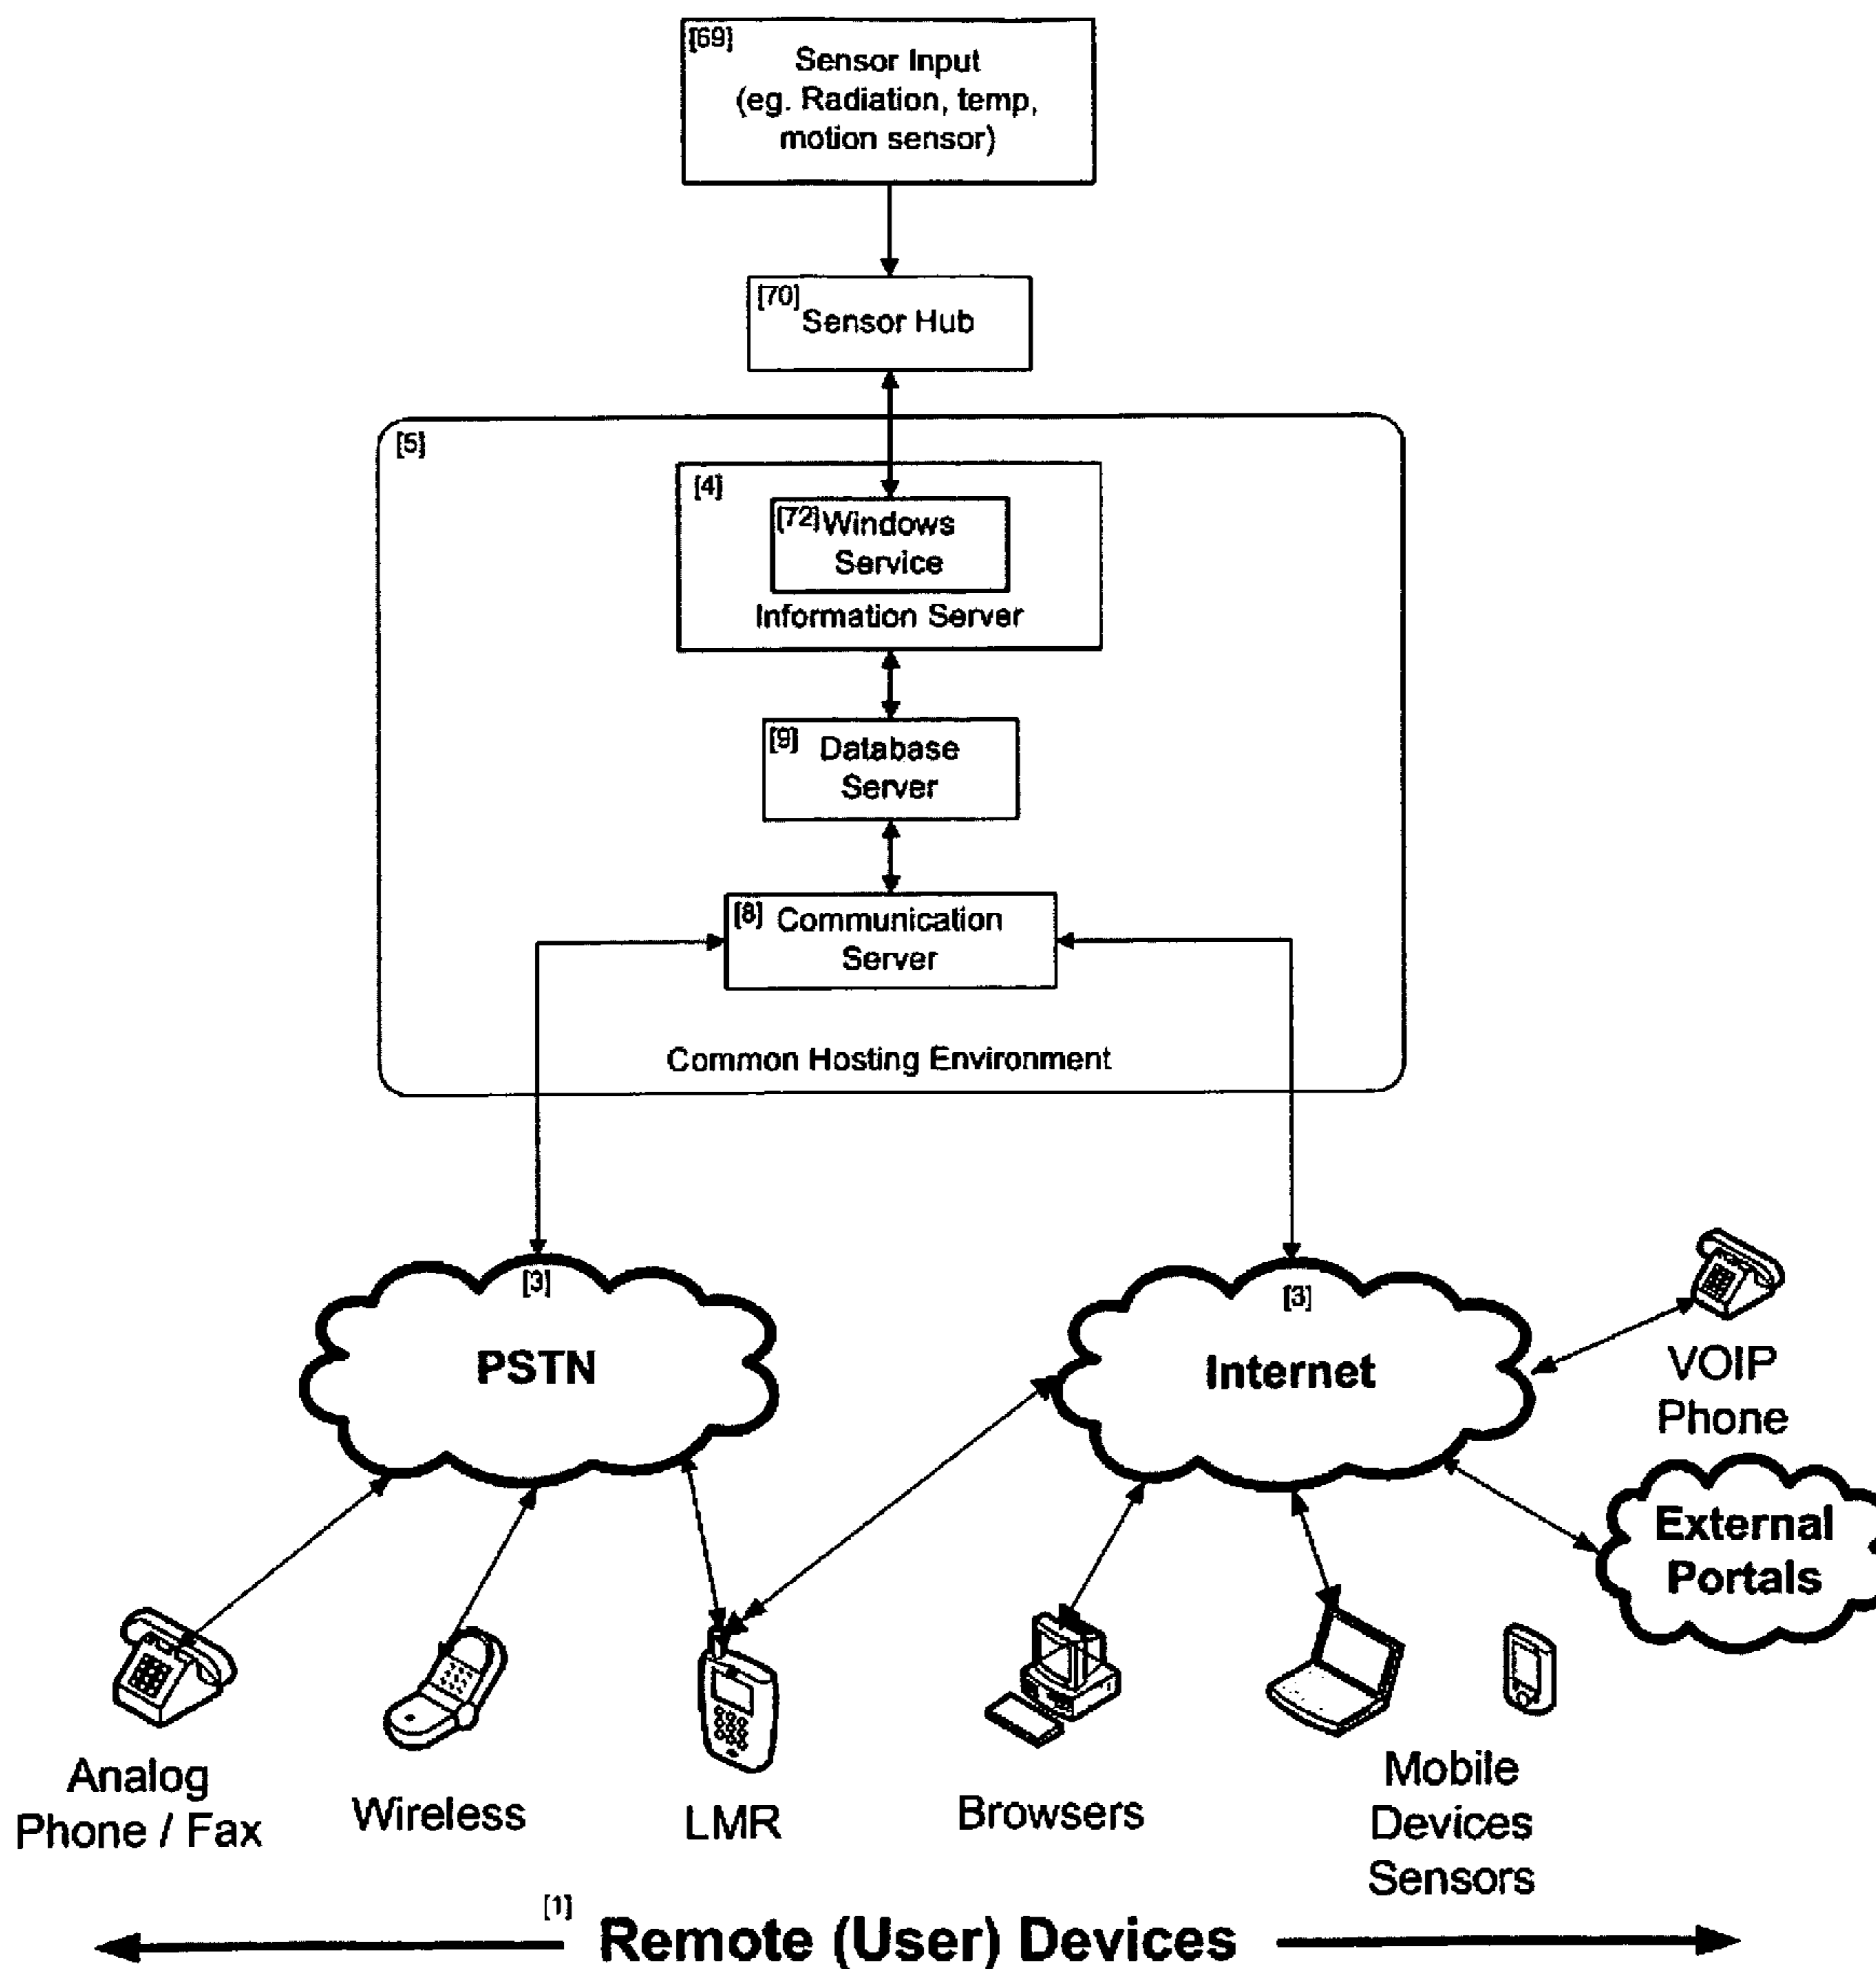 [69]
Sensor Input
(eg. Radiation, temp,
motion sensor)
[70]
Sensor Hub
[5]
[4]
[72] Windows
Service
Information Server
[9] Database
Server
[8] Communication
Server
Common Hosting Environment
[3]
PSTN
[3]
Internet
VOIP
Phone
External
Portals
Analog
Phone / Fax
Wireless
LMR
Browsers
Mobile
Devices
Sensors
[1] Remote (User) Devices